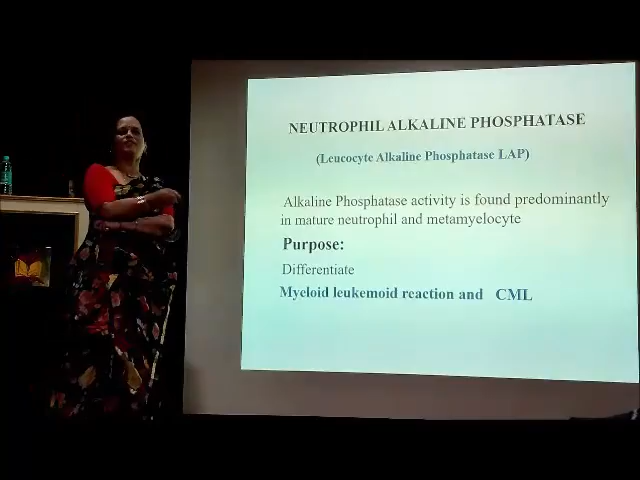 NEUTROPHIL ALKALINE PHOSPHATASE
(Leucocyte Alkaline Phosphatase LAP)
Alkaline Phosphatase activity is found predominantly
in mature neutrophil and metamyelocyte
Purpose:
Differentiate
Myeloid leukemoid reaction and CML